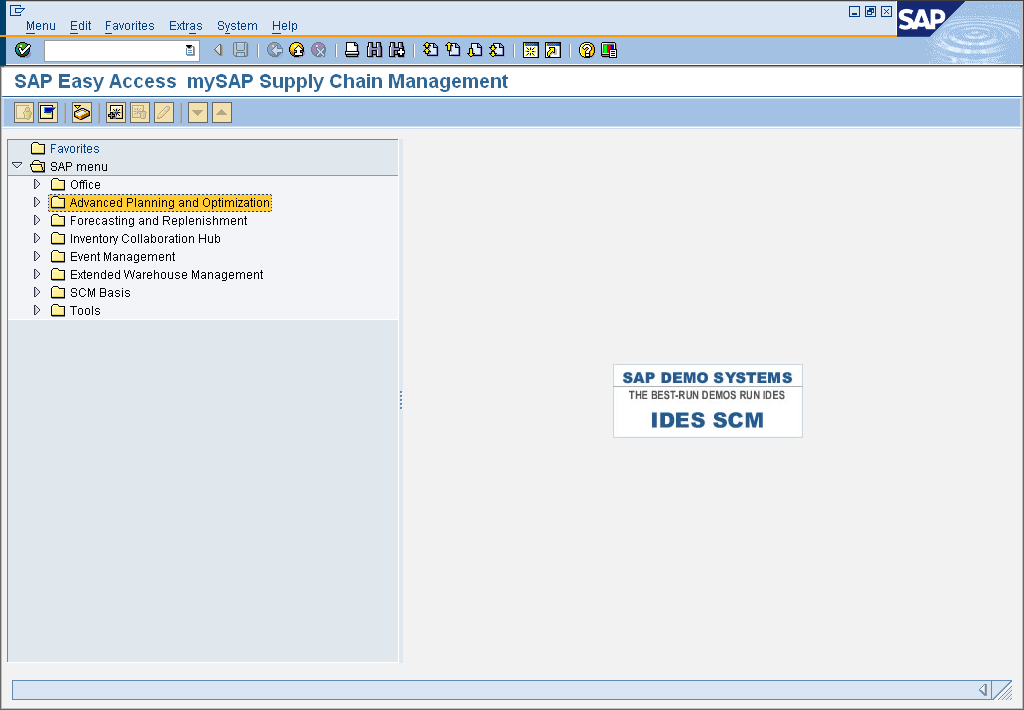 Menu Edit Favorites Extras System Help
SAP
SAP Easy Access mySAP Supply Chain Management
Favorites
SAP menu
Office
Advanced Planning and Optimization
Forecasting and Replenishment
Inventory Collaboration Hub
Event Management
Extended Warehouse Management
SCM Basis
Tools
SAP DEMO SYSTEMS
THE BEST-RUN DEMOS RUN IDES
IDES SCM